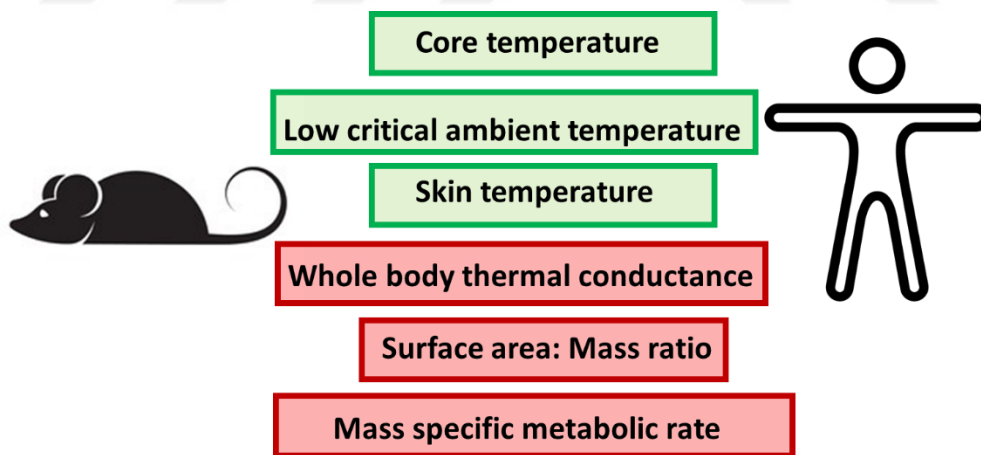 Core temperature
Low critical ambient temperature
Skin temperature
Whole body thermal conductance
Surface area: Mass ratio
Mass specific metabolic rate